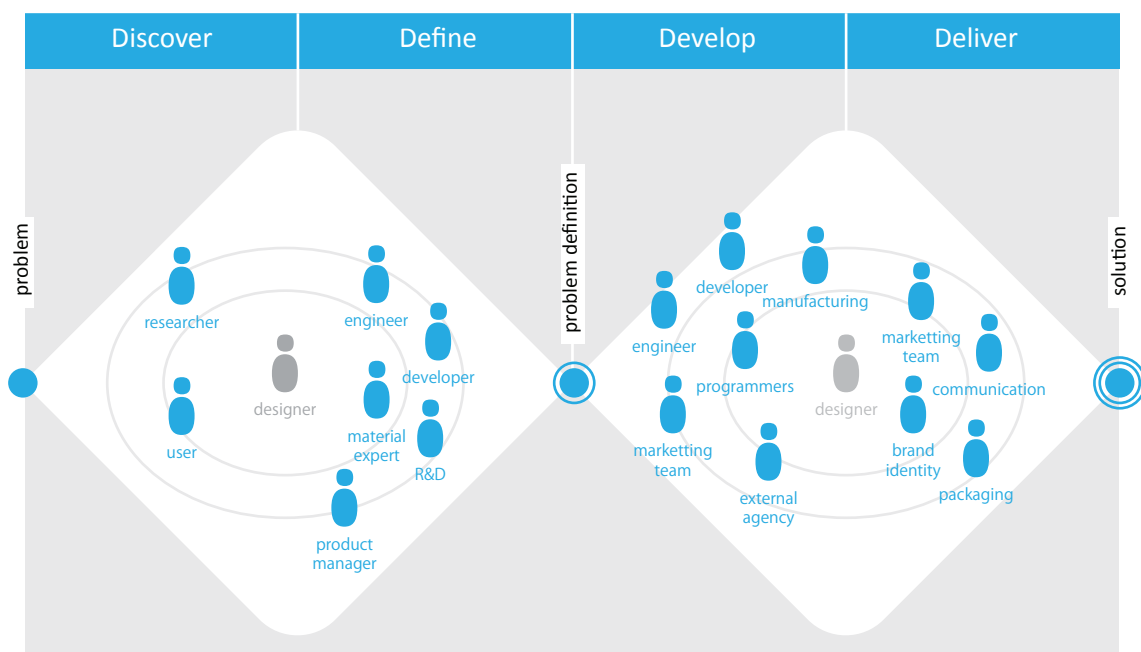 Discover
Define
Develop
Deliver
problem
researcher
user
designer
engineer
developer
material
expert
R&D
product
manager
problem definition
developer
manufacturing
engineer
programmers
marketting
team
external
agency
designer
marketting
team
communication
brand
identity
packaging
solution